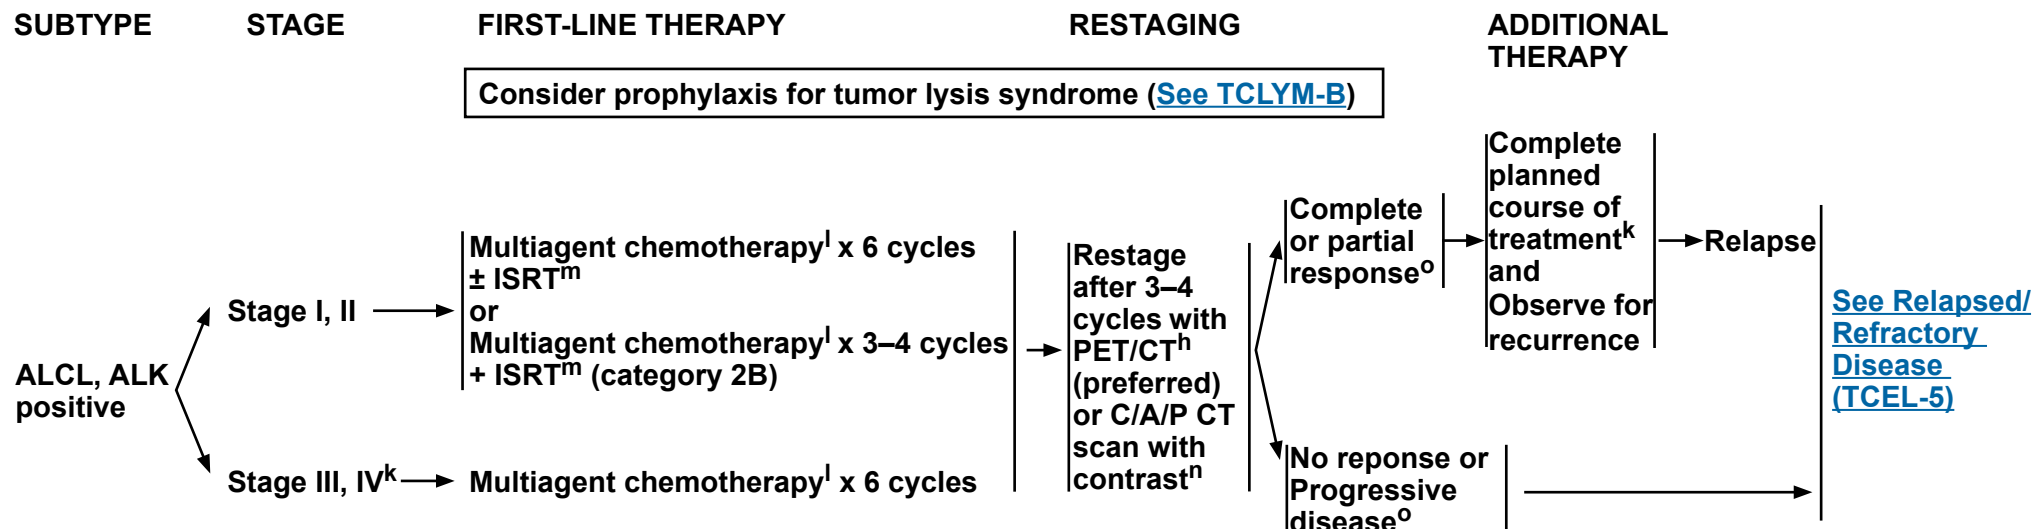 SUBTYPE
STAGE
FIRST-LINE THERAPY
RESTAGING
ADDITIONAL
THERAPY
Consider prophylaxis for tumor lysis syndrome (See TCLYM-B)
ALCL, ALK
positive
Stage I, II
Multiagent chemotherapyl x 6 cycles
± ISRTm
or
Multiagent chemotherapyl x 3–4 cycles
+ ISRTm (category 2B)
Stage III, IVk
Multiagent chemotherapyl x 6 cycles
Restage
after 3–4
cycles with
PET/CTh
(preferred)
or C/A/P CT
scan with
contrastn
Complete
or partial
responseo
Complete
planned
course of
treatmentk
and
Observe for
recurrence
Relapse
No reponse or
Progressive
diseaseo
See Relapsed/
Refractory
Disease
(TCEL-5)